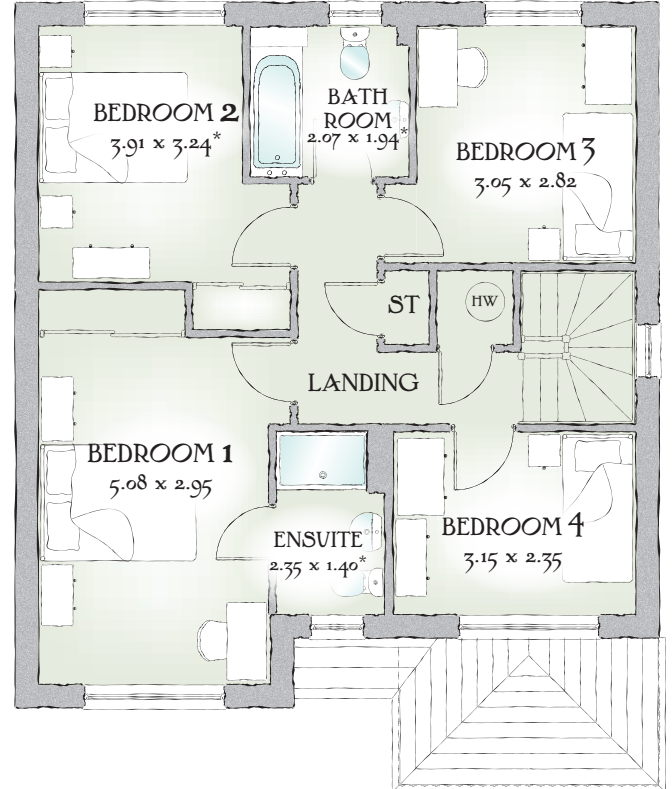 BEDROOM 2
3.91 x 3.24*
BATH
ROOM
2.07 x 1.94*
BEDROOM 3
3.05 x 2.82
ST
HW
LANDING
BEDROOM 1
5.08 x 2.95
ENSUITE
2.35 x 1.40*
BEDROOM 4
3.15 x 2.35